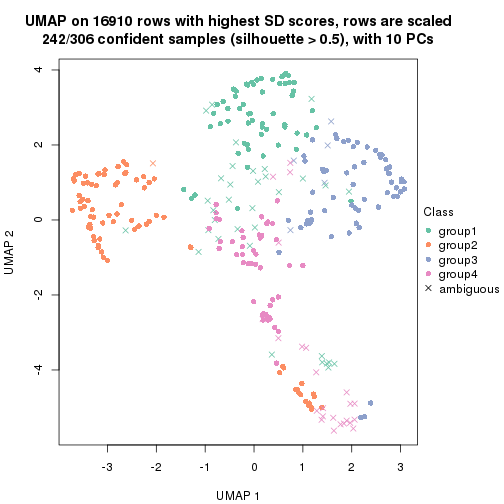 UMAP on 16910 rows with highest SD scores, rows are scaled
242/306 confident samples (silhouette > 0.5), with 10 PCs
4
2
0
-2
-4
UMAP 2
-3
-2
-1
0
1
2
3
UMAP 1
Class
group1
group2
group3
group4
ambiguous